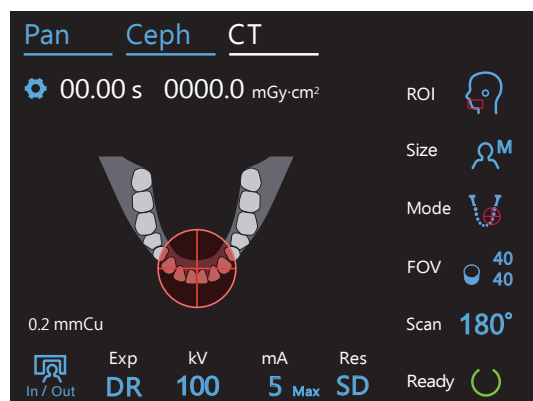 Pan Ceph CT
00.00 s 0000.0 mGy·cm²
ROI
Size M
Mode
FOV 40
40
0.2 mmCu
Scan 180°
Exp kV mA Res
In / Out DR 100 5 Max SD
Ready